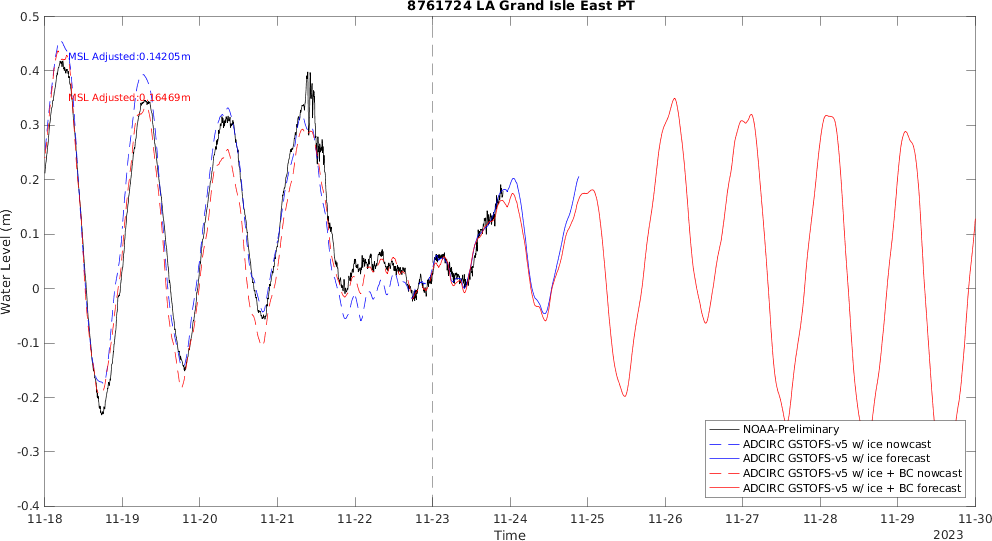 8761724 LA Grand Isle East PT
MSL Adjusted:0.14205m
MSL Adjusted:0.16469m
Water Level (m)
0.5
0.4
0.3
0.2
0.1
0
-0.1
-0.2
-0.3
-0.4
NOAA-Preliminary
ADCIRC GSTOFS-v5 w/ ice nowcast
ADCIRC GSTOFS-v5 w/ ice forecast
ADCIRC GSTOFS-v5 w/ ice + BC nowcast
ADCIRC GSTOFS-v5 w/ ice + BC forecast
11-18 11-19 11-20 11-21 11-22 11-23 11-24 11-25 11-26 11-27 11-28 11-29 11-30
Time
2023